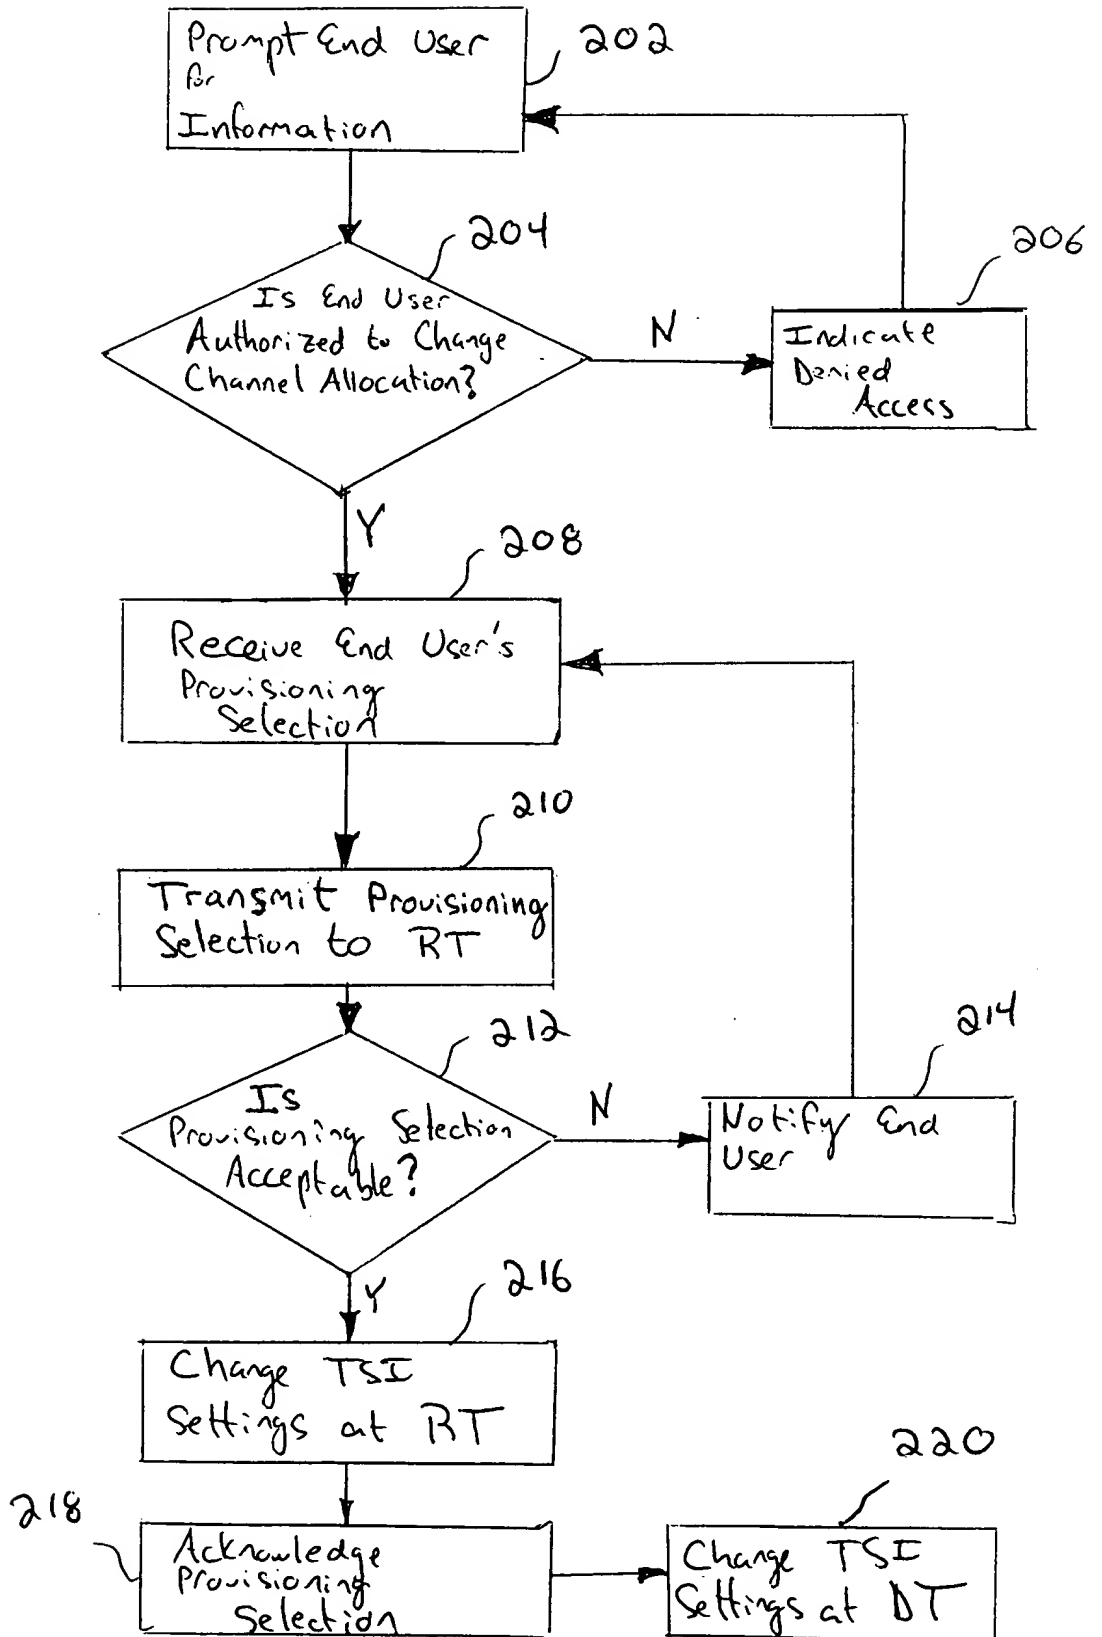 Prompt End User
for
Information
202
204
Is End User
Authorized to Change
Channel Allocation?
N
206
Indicate
Denied
Access
Y
208
Receive End User's
Provisioning
Selection
210
Transmit Provisioning
Selection to RT
212
Is
Provisioning Selection
Acceptable?
N
214
Notify End
User
Y
216
Change TSI
Settings at RT
218
Acknowledge
Provisioning
Selection
220
Change TSI
Settings at DT